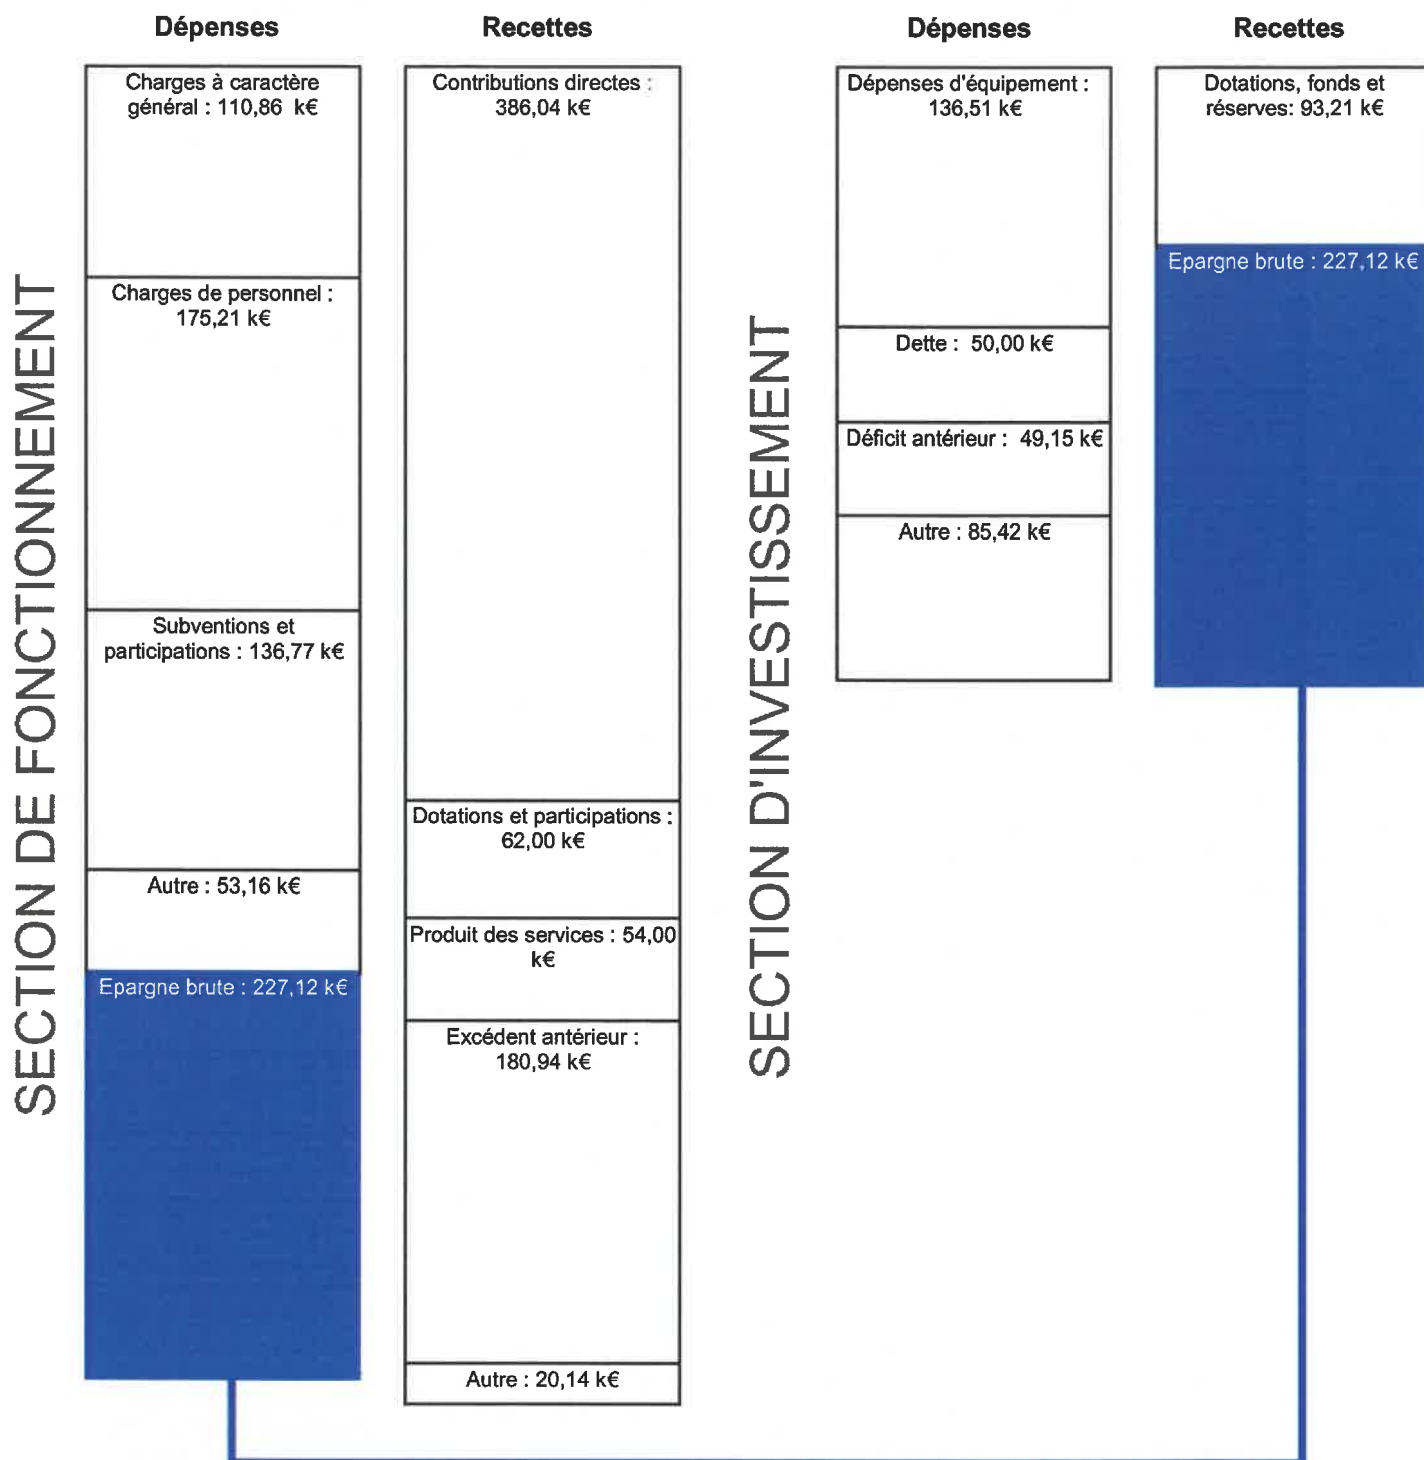 Dépenses
Recettes
Dépenses
Recettes
SECTION DE FONCTIONNEMENT
Charges à caractère
général : 110,86 k€
Charges de personnel :
175,21 k€
Subventions et
participations : 136,77 k€
Autre : 53,16 k€
Epargne brute : 227,12 k€
Contributions directes :
386,04 k€
Dotations et participations :
62,00 k€
Produit des services : 54,00
k€
Excédent antérieur :
180,94 k€
Autre : 20,14 k€
SECTION D'INVESTISSEMENT
Dépenses d'équipement :
136,51 k€
Dette : 50,00 k€
Déficit antérieur : 49,15 k€
Autre : 85,42 k€
Dotations, fonds et
réserves: 93,21 k€
Epargne brute : 227,12 k€